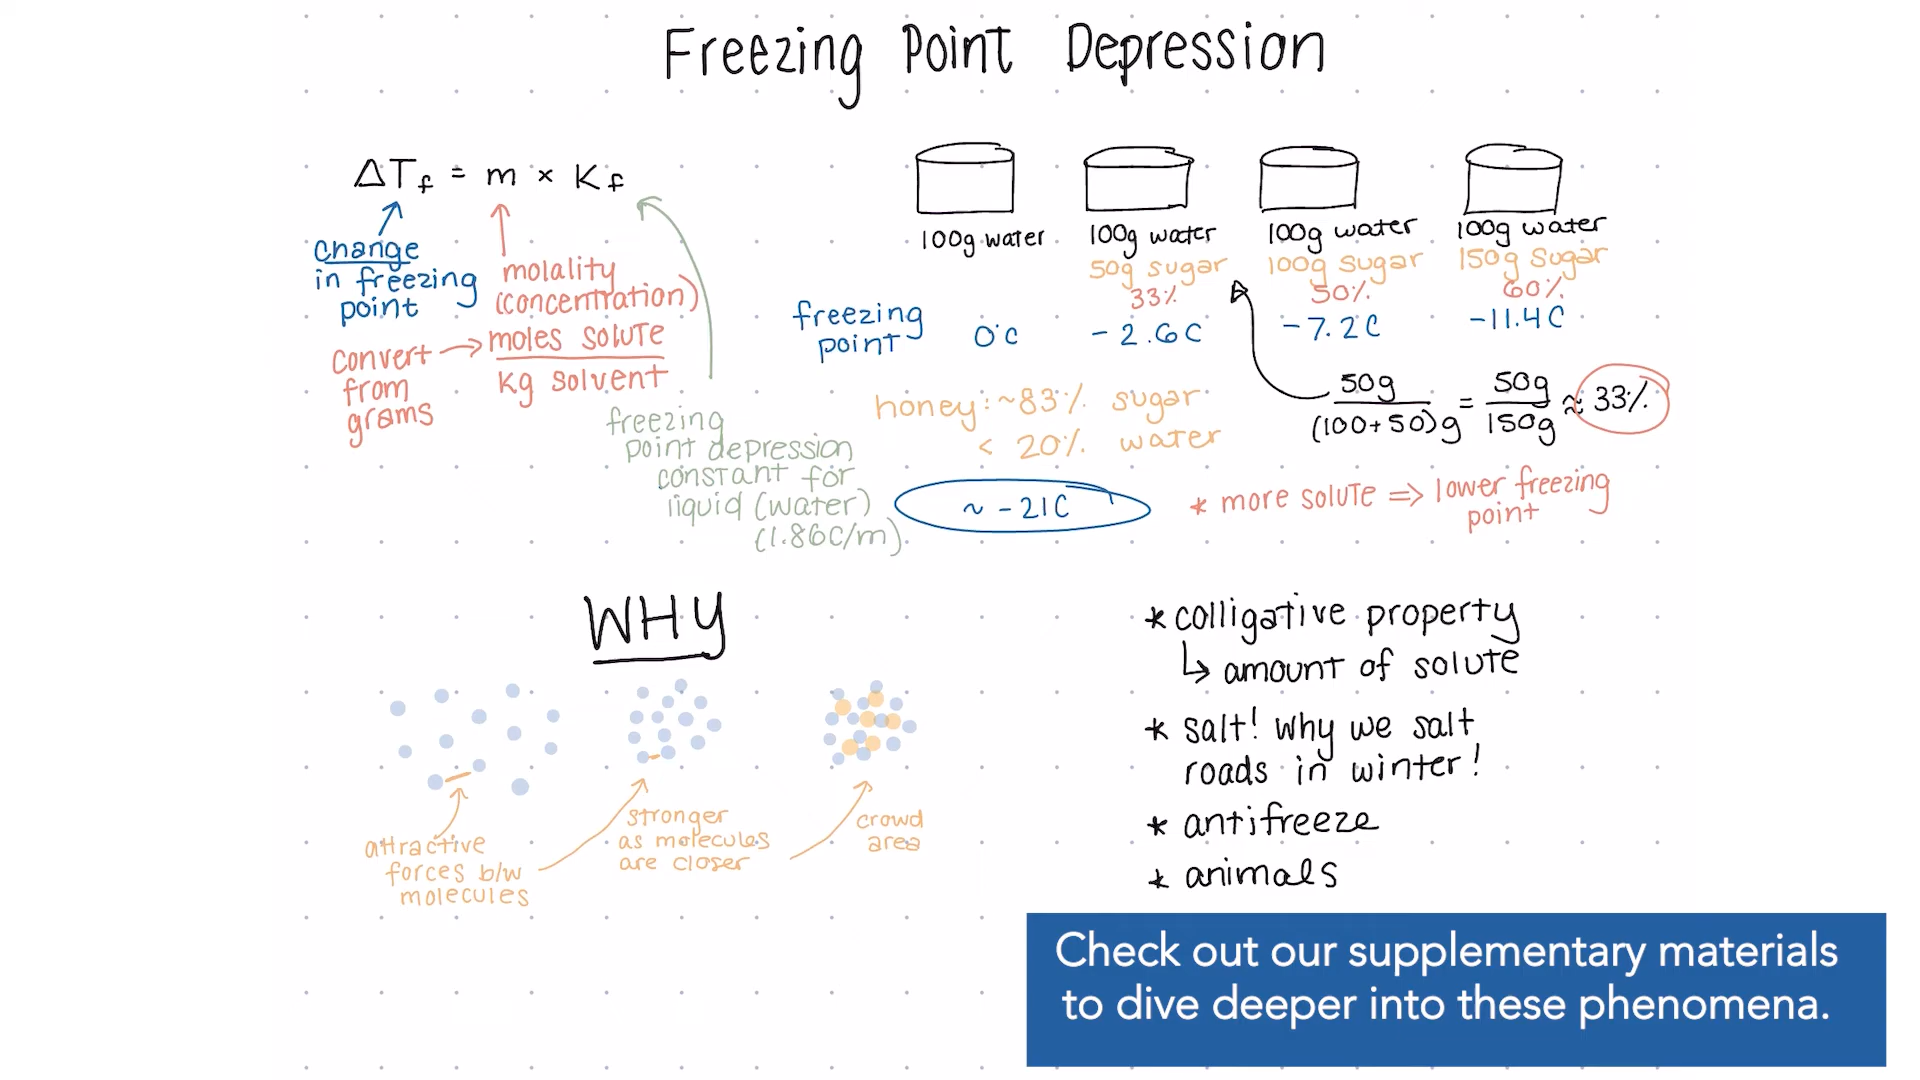 Freezing Point Depression
ΔTf = m × Kf
change
in freezing
point
molality
(concentration)
moles solute
kg solvent
convert
from
grams
freezing
point depression
constant for
liquid (water)
(1.86C/m)
100g water
100g water
50g sugar
33%
100g water
100g sugar
50%
100g water
150g sugar
60%
freezing
point
0°C
-2.6C
-7.2C
-11.4C
honey: ~83% sugar
< 20% water
~ -21C
50g
(100+50)g
=
50g
150g
≈ 33%
* more solute => lower freezing
point
WHY
attractive
forces b/w
molecules
stronger
as molecules
are closer
crowd
area
* colligative property
↳ amount of solute
* salt! Why we salt
roads in winter!
* antifreeze
* animals
Check out our supplementary materials
to dive deeper into these phenomena.